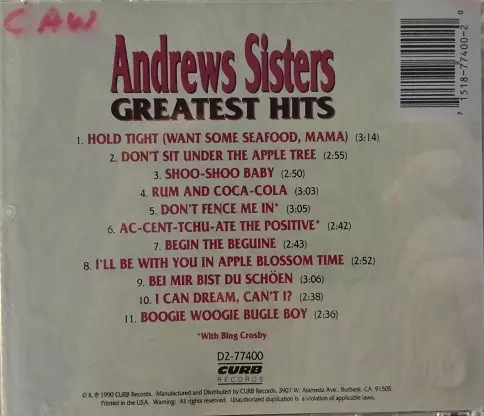 CAW
Andrews Sisters
GREATEST HITS
1. HOLD TIGHT (WANT SOME SEAFOOD, MAMA) (3:14)
2. DON'T SIT UNDER THE APPLE TREE (2:55)
3. SHOO-SHOO BABY (2:50)
4. RUM AND COCA-COLA (3:03)
5. DON'T FENCE ME IN* (3:05)
6. AC-CENT-TCHU-ATE THE POSITIVE* (2:42)
7. BEGIN THE BEGUINE (2:43)
8. I'LL BE WITH YOU IN APPLE BLOSSOM TIME (2:52)
9. BEI MIR BIST DU SCHÖEN (3:06)
10. I CAN DREAM, CAN'T I? (2:38)
11. BOOGIE WOOGIE BUGLE BOY (2:36)
*With Bing Crosby
D2-77400
CURB
RECORDS
© & ℗ 1990 CURB Records. Manufactured and Distributed by CURB Records, 3907 W. Alameda Ave., Burbank, CA. 91505.
Printed in the USA. Warning: All rights reserved. Unauthorized duplication is a violation of applicable laws.
7 1518-77400-2 0